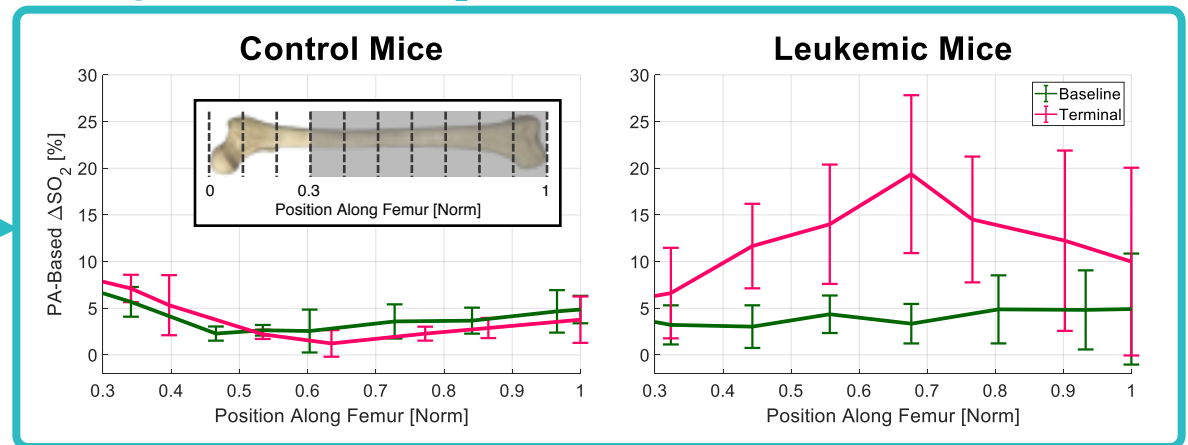 Control Mice
30
25
20
15
10
5
0
PA-Based ΔSO2 [%]
0 0.3 1
Position Along Femur [Norm]
0.3 0.4 0.5 0.6 0.7 0.8 0.9 1
Position Along Femur [Norm]
Leukemic Mice
30
25
20
15
10
5
0
Baseline
Terminal
0.3 0.4 0.5 0.6 0.7 0.8 0.9 1
Position Along Femur [Norm]